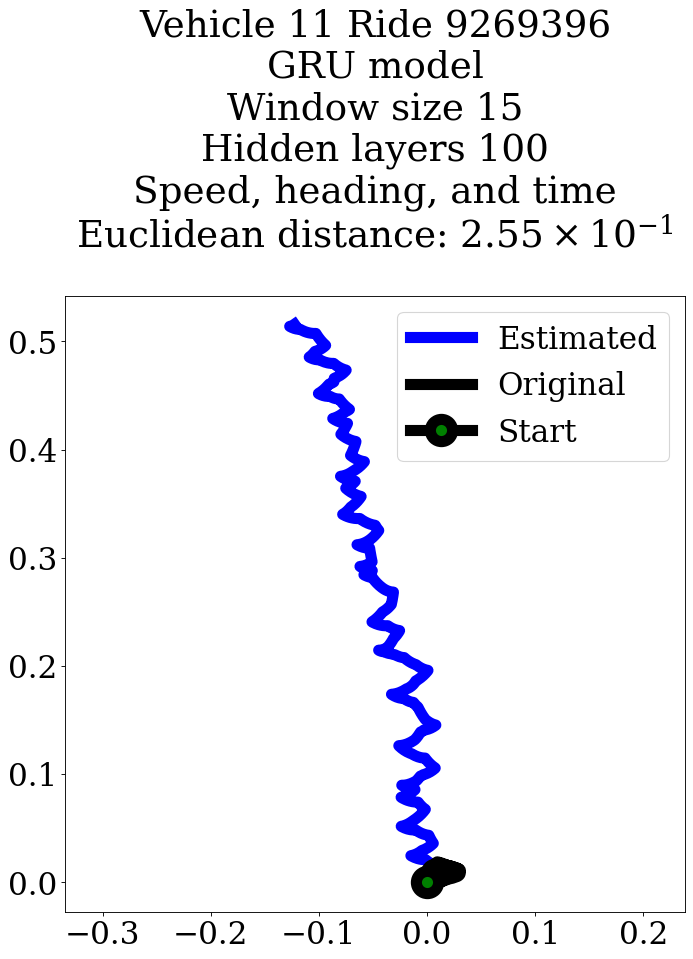 Vehicle 11 Ride 9269396
GRU model
Window size 15
Hidden layers 100
Speed, heading, and time
Euclidean distance: 2.55 × 10⁻¹
Estimated
Original
Start
0.5
0.4
0.3
0.2
0.1
0.0
−0.3 −0.2 −0.1 0.0 0.1 0.2